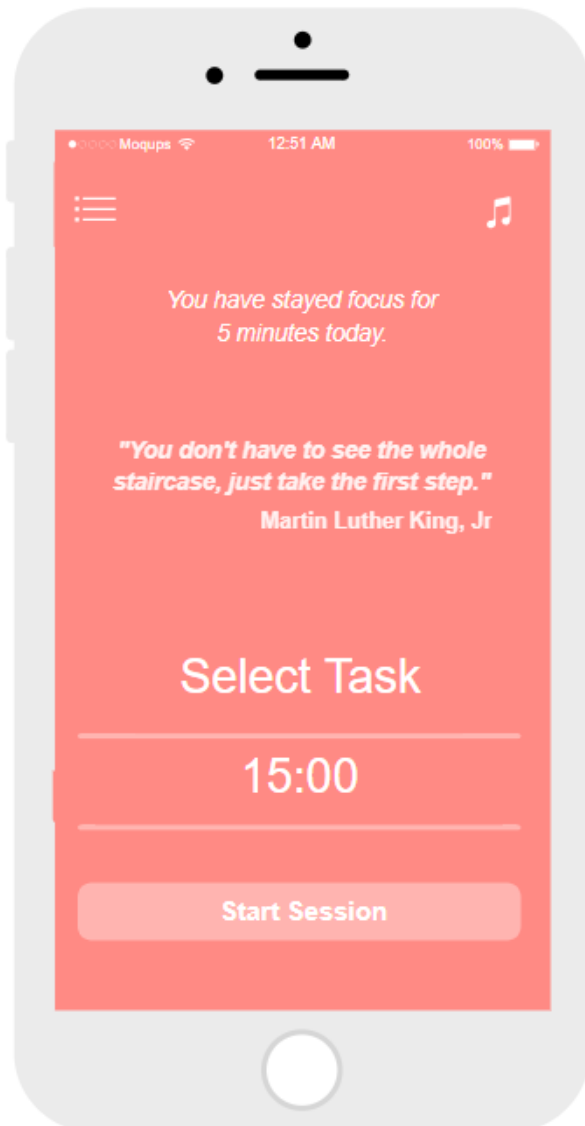 Moqups 12:51 AM 100%
You have stayed focus for
5 minutes today.
"You don't have to see the whole
staircase, just take the first step."
Martin Luther King, Jr
Select Task
15:00
Start Session